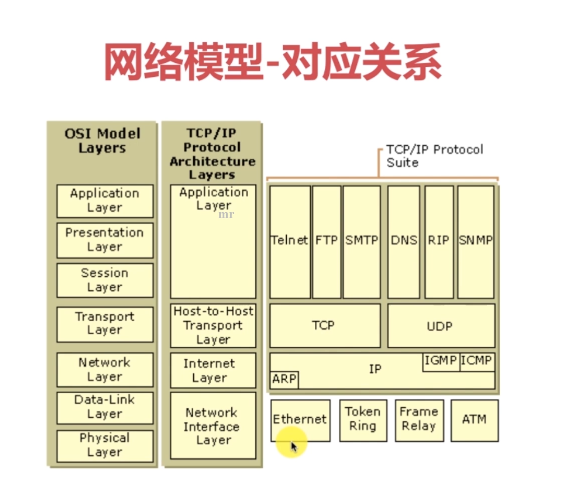 网络模型-对应关系
OSI Model
Layers
Application
Layer
Presentation
Layer
Session
Layer
Transport
Layer
Network
Layer
Data-Link
Layer
Physical
Layer
TCP/IP
Protocol
Architecture
Layers
Application
Layer
mr
Host-to-Host
Transport
Layer
Internet
Layer
Network
Interface
Layer
TCP/IP Protocol
Suite
Telnet
FTP
SMTP
DNS
RIP
SNMP
TCP
UDP
ARP
IP
IGMP
ICMP
Ethernet
Token
Ring
Frame
Relay
ATM